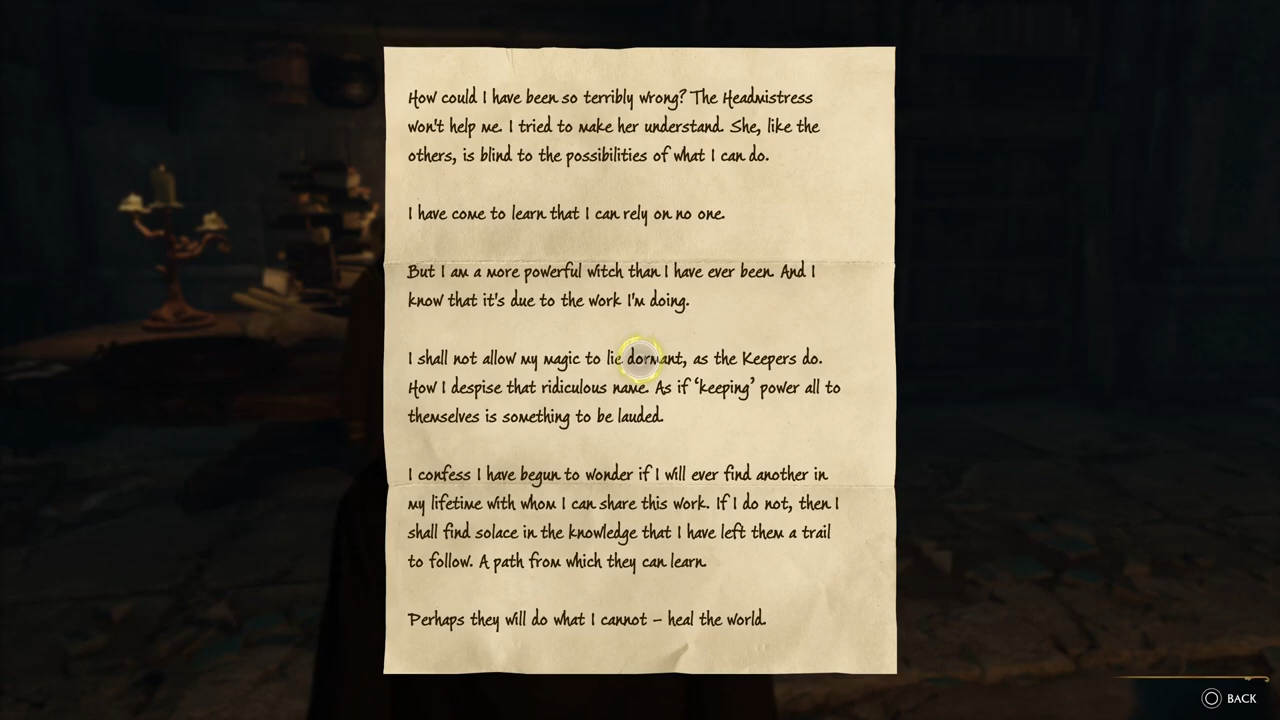 How could I have been so terribly wrong? The Headmistress
won't help me. I tried to make her understand. She, like the
others, is blind to the possibilities of what I can do.
I have come to learn that I can rely on no one.
But I am a more powerful witch than I have ever been. And I
know that it's due to the work I'm doing.
I shall not allow my magic to lie dormant, as the Keepers do.
How I despise that ridiculous name. As if ‘keeping’ power all to
themselves is something to be lauded.
I confess I have begun to wonder if I will ever find another in
my lifetime with whom I can share this work. If I do not, then I
shall find solace in the knowledge that I have left them a trail
to follow. A path from which they can learn.
Perhaps they will do what I cannot – heal the world.
BACK